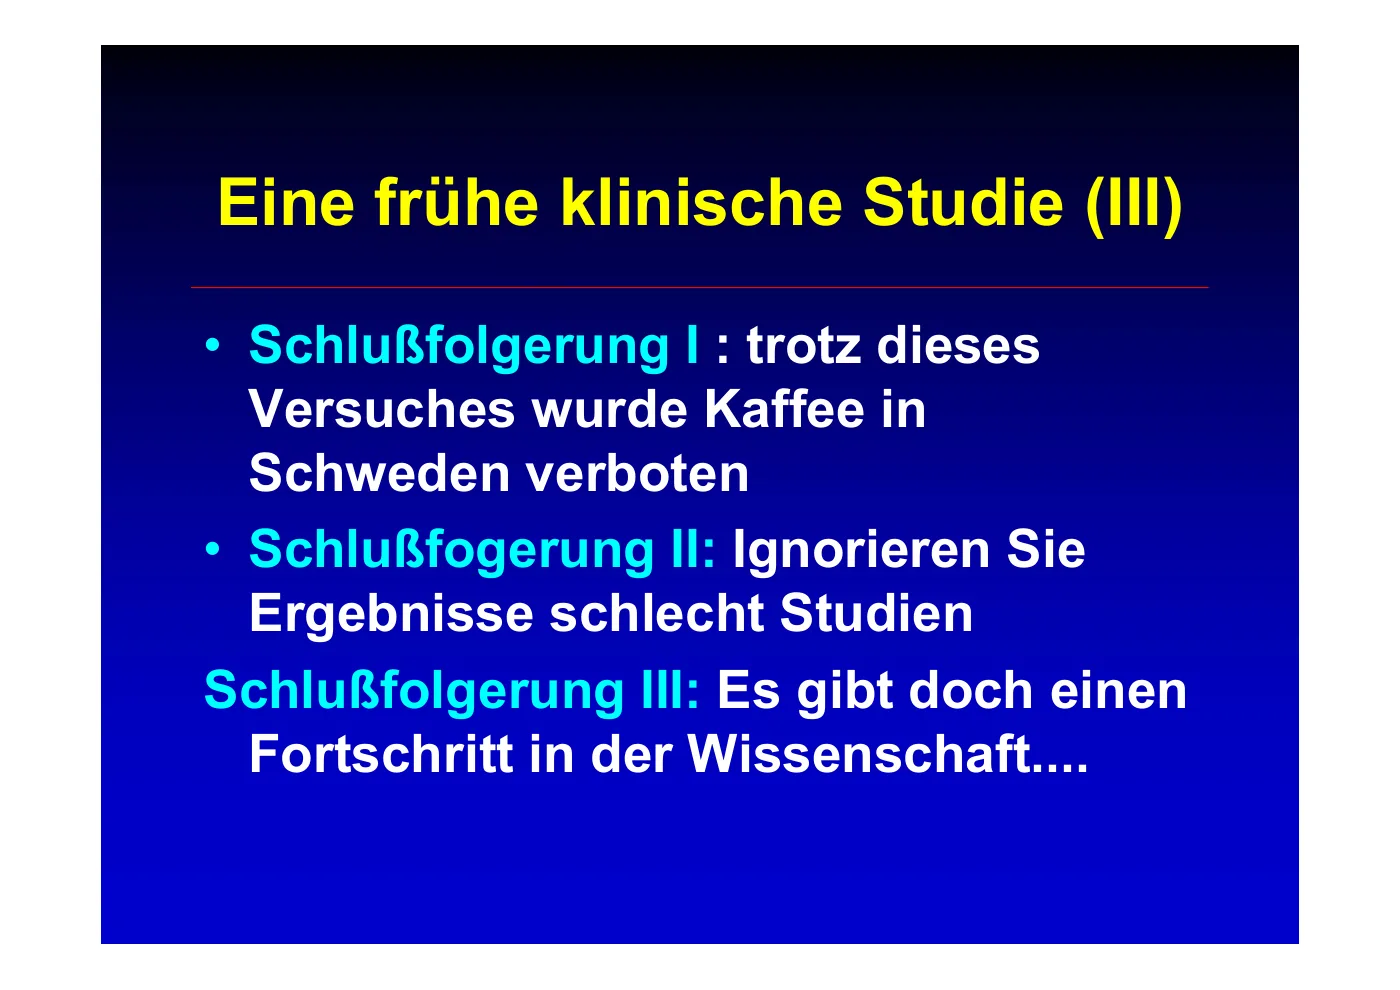 Eine frühe klinische Studie (III)
• Schlußfolgerung I : trotz dieses
Versuches wurde Kaffee in
Schweden verboten
• Schlußfogerung II: Ignorieren Sie
Ergebnisse schlecht Studien
Schlußfolgerung III: Es gibt doch einen
Fortschritt in der Wissenschaft....